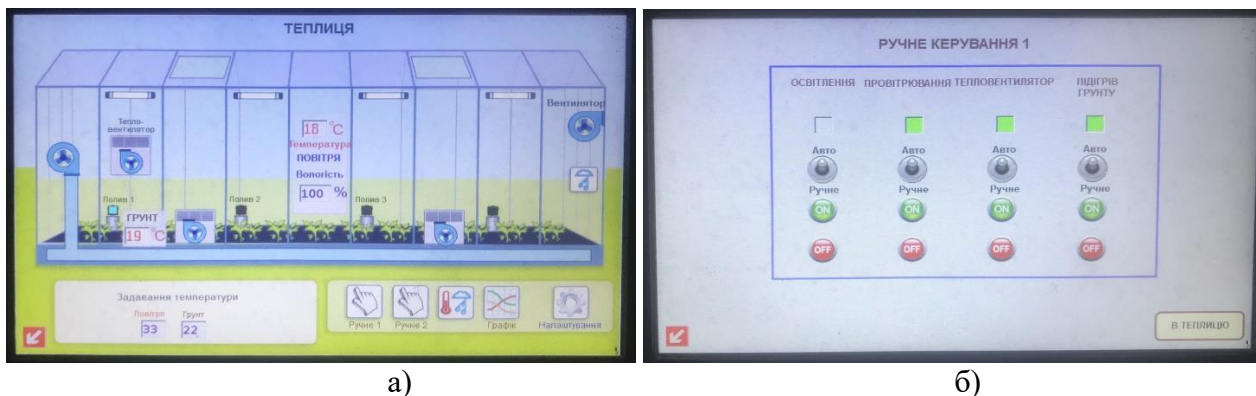 ТЕПЛИЦЯ
Вентилятор
Тепло-
вентилятор
18 °C
Температура
ПОВІТРЯ
Вологість
100 %
Полив 1
Полив 2
Полив 3
ГРУНТ
19 °C
Задавання температури
Повітря Грунт
33 22
Ручне 1 Ручне 2 Графік Налаштування
а)
РУЧНЕ КЕРУВАННЯ 1
ОСВІТЛЕННЯ ПРОВІТРЮВАННЯ ТЕПЛОВЕНТИЛЯТОР ПІДІГРІВ
ГРУНТУ
Авто Авто Авто Авто
Ручне Ручне Ручне Ручне
ON ON ON ON
OFF OFF OFF OFF
В ТЕПЛИЦЮ
б)